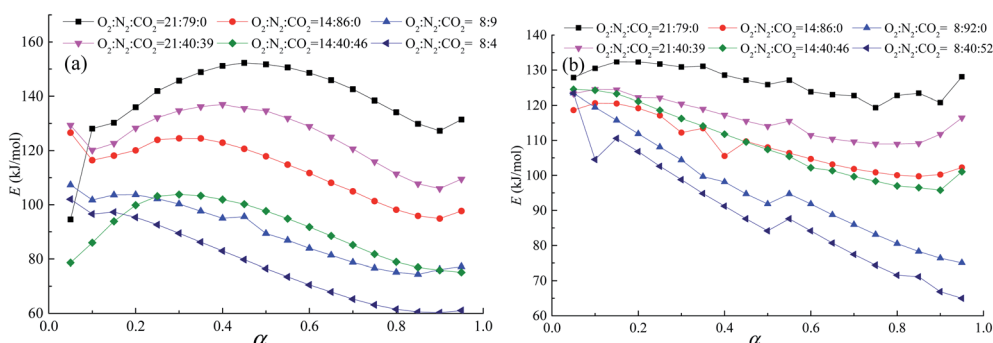 O₂:N₂:CO₂=21:79:0 O₂:N₂:CO₂=14:86:0 O₂:N₂:CO₂= 8:9
O₂:N₂:CO₂=21:40:39 O₂:N₂:CO₂=14:40:46 O₂:N₂:CO₂= 8:4
(a)
160
140
120
100
80
60
E (kJ/mol)
0.0 0.2 0.4 0.6 0.8 1.0
α
O₂:N₂:CO₂=21:79:0 O₂:N₂:CO₂=14:86:0 O₂:N₂:CO₂= 8:92:0
O₂:N₂:CO₂=21:40:39 O₂:N₂:CO₂=14:40:46 O₂:N₂:CO₂= 8:40:52
(b)
140
130
120
110
100
90
80
70
60
E (kJ/mol)
0.0 0.2 0.4 0.6 0.8 1.0
α